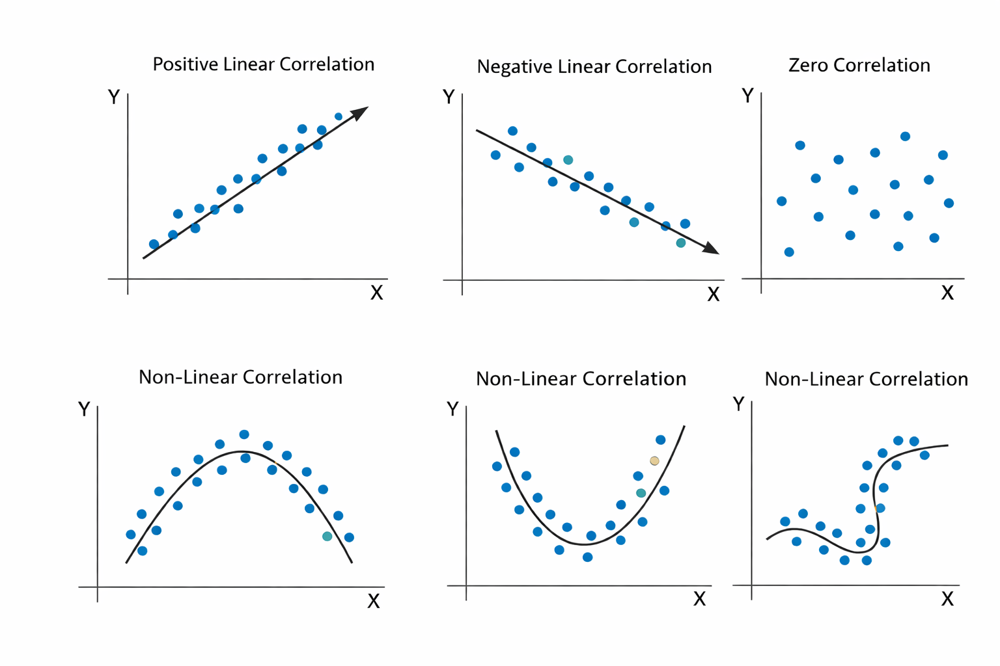 Positive Linear Correlation
Y
X
Negative Linear Correlation
Y
X
Zero Correlation
Y
X
Non-Linear Correlation
Y
X
Non-Linear Correlation
Y
X
Non-Linear Correlation
Y
X